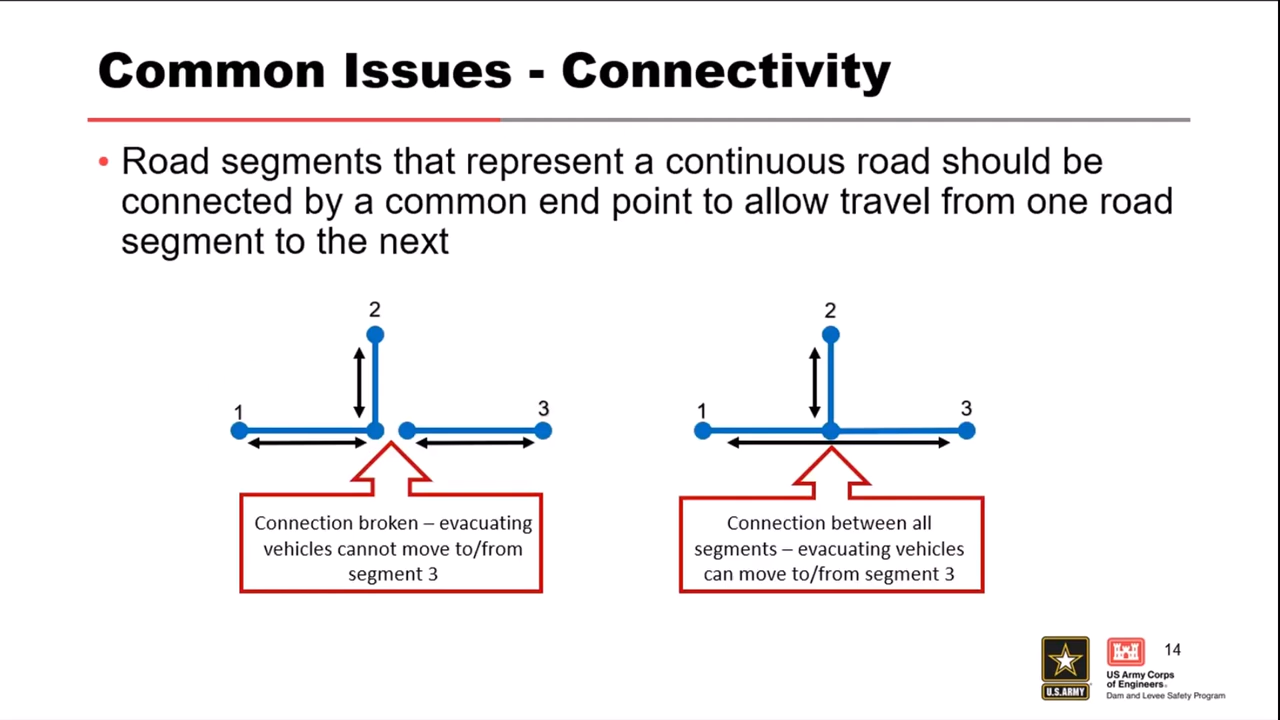 Common Issues - Connectivity
• Road segments that represent a continuous road should be
connected by a common end point to allow travel from one road
segment to the next
2
1
3
Connection broken – evacuating
vehicles cannot move to/from
segment 3
2
1
3
Connection between all
segments – evacuating vehicles
can move to/from segment 3
U.S.ARMY
US Army Corps
of Engineers®
Dam and Levee Safety Program
14